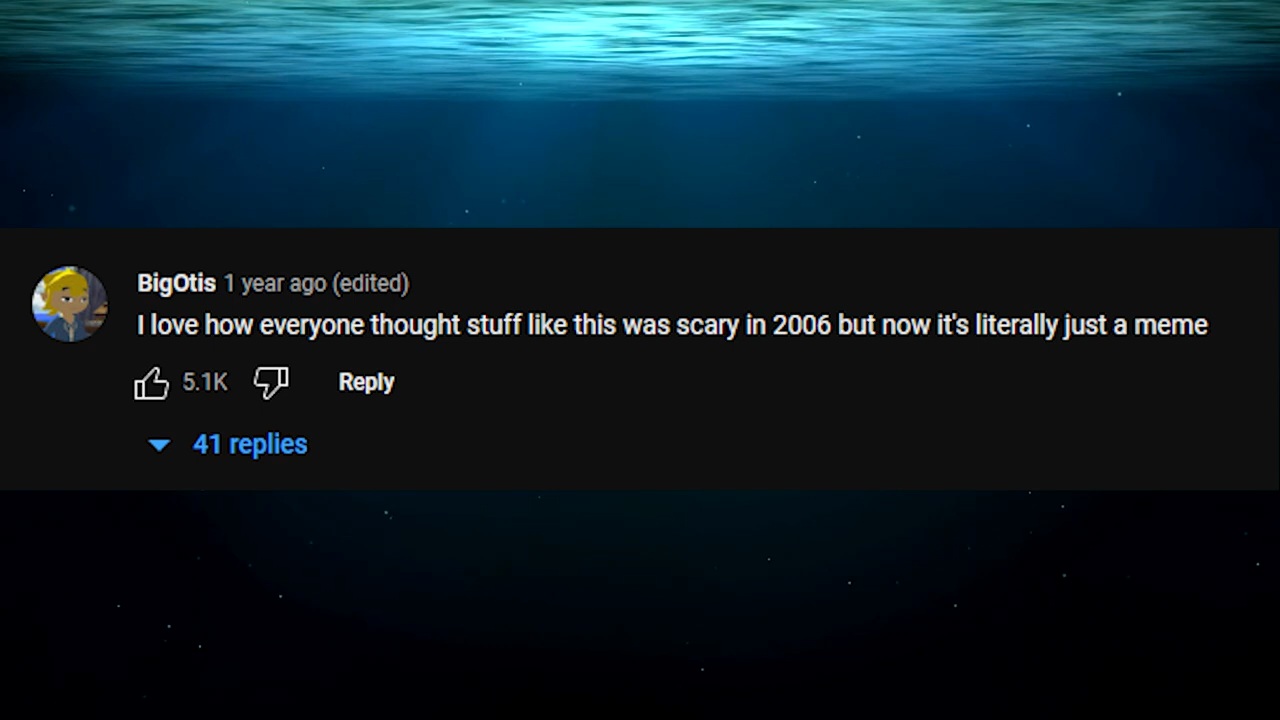 BigOtis 1 year ago (edited)
I love how everyone thought stuff like this was scary in 2006 but now it's literally just a meme
5.1K Reply
41 replies